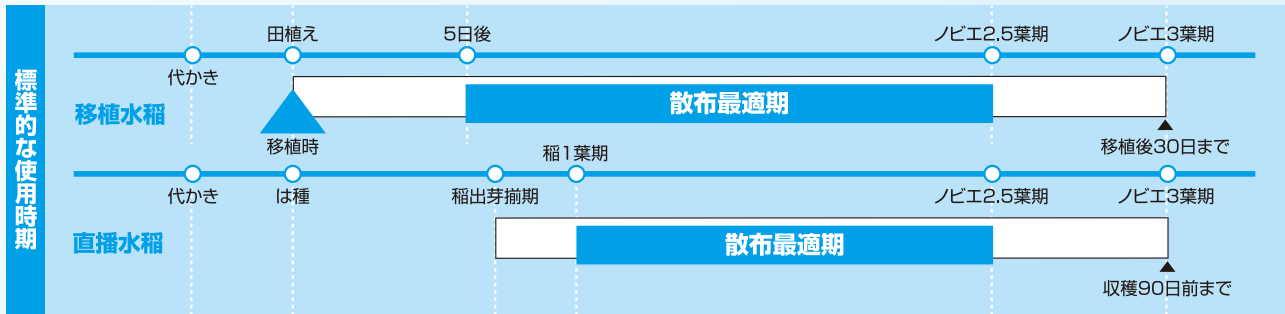 標準的な使用時期
田植え
5日後
ノビエ2.5葉期
ノビエ3葉期
代かき
移植水稲
散布最適期
移植時
移植後30日まで
稲1葉期
代かき
は種
稲出芽揃期
ノビエ2.5葉期
ノビエ3葉期
直播水稲
散布最適期
収穫90日前まで